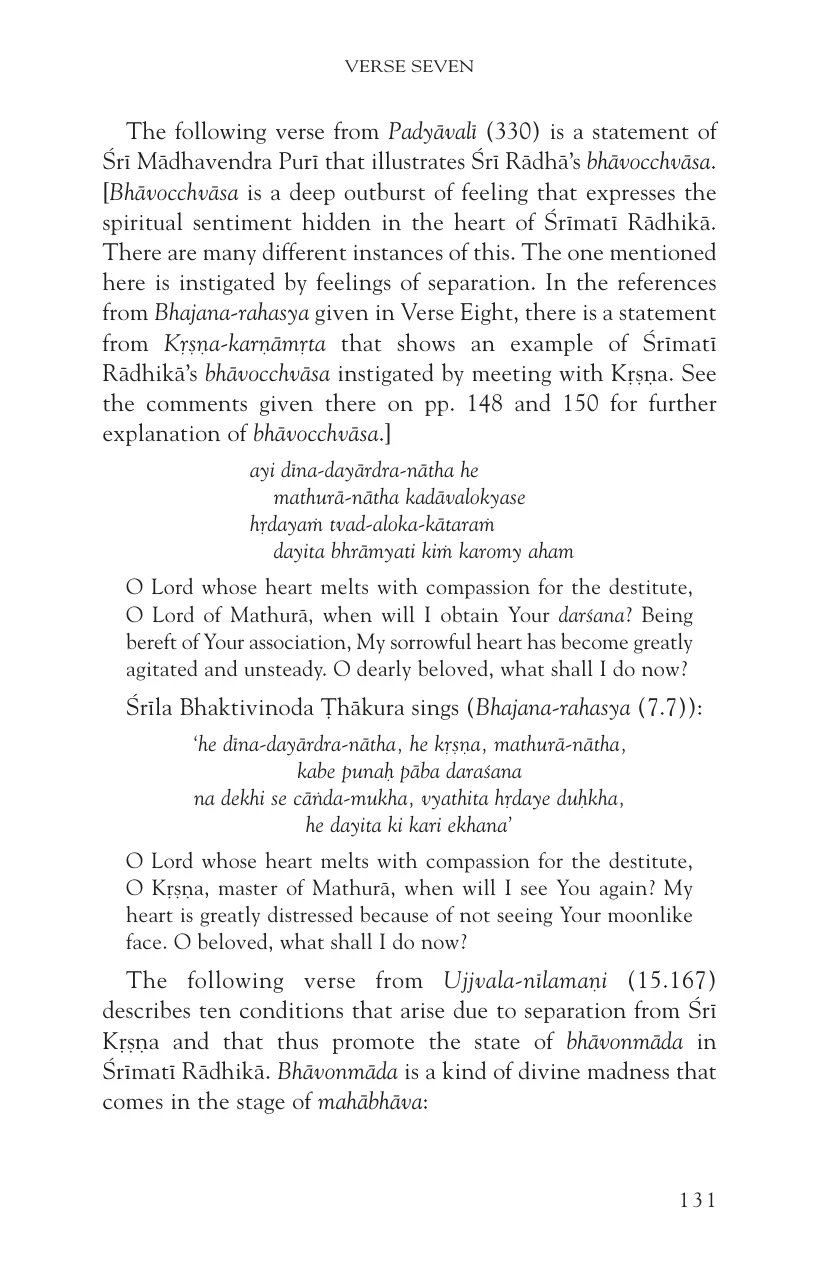 VERSE SEVEN
The following verse from Padyāvalī (330) is a statement of
Śrī Mādhavendra Purī that illustrates Śrī Rādhā’s bhāvocchvāsa.
[Bhāvocchvāsa is a deep outburst of feeling that expresses the
spiritual sentiment hidden in the heart of Śrīmatī Rādhikā.
There are many different instances of this. The one mentioned
here is instigated by feelings of separation. In the references
from Bhajana-rahasya given in Verse Eight, there is a statement
from Kṛṣṇa-karṇāmṛta that shows an example of Śrīmatī
Rādhikā’s bhāvocchvāsa instigated by meeting with Kṛṣṇa. See
the comments given there on pp. 148 and 150 for further
explanation of bhāvocchvāsa.]
ayi dīna-dayārdra-nātha he
mathurā-nātha kadāvalokyase
hṛdayaṁ tvad-aloka-kātaraṁ
dayita bhrāmyati kiṁ karomy aham
O Lord whose heart melts with compassion for the destitute,
O Lord of Mathurā, when will I obtain Your darśana? Being
bereft of Your association, My sorrowful heart has become greatly
agitated and unsteady. O dearly beloved, what shall I do now?
Śrīla Bhaktivinoda Ṭhākura sings (Bhajana-rahasya (7.7)):
‘he dīna-dayārdra-nātha, he kṛṣṇa, mathurā-nātha,
kabe punaḥ pāba daraśana
na dekhi se cāṅda-mukha, vyathita hṛdaye duḥkha,
he dayita ki kari ekhana’
O Lord whose heart melts with compassion for the destitute,
O Kṛṣṇa, master of Mathurā, when will I see You again? My
heart is greatly distressed because of not seeing Your moonlike
face. O beloved, what shall I do now?
The following verse from Ujjvala-nīlamaṇi (15.167)
describes ten conditions that arise due to separation from Śrī
Kṛṣṇa and that thus promote the state of bhāvonmāda in
Śrīmatī Rādhikā. Bhāvonmāda is a kind of divine madness that
comes in the stage of mahābhāva:
131